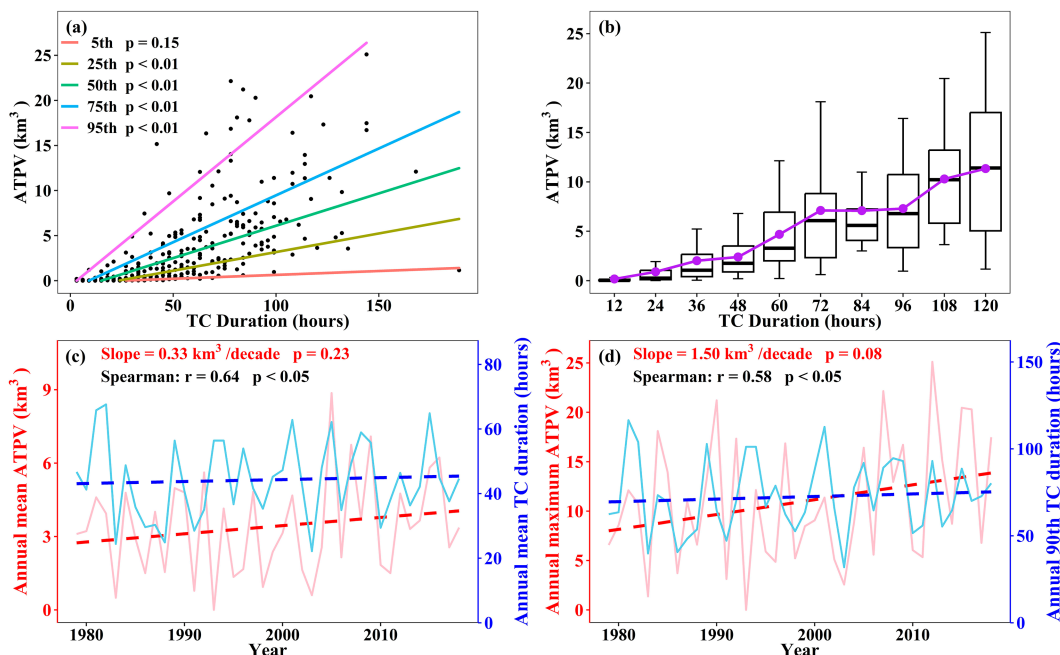 (a)
5th p = 0.15
25th p < 0.01
50th p < 0.01
75th p < 0.01
95th p < 0.01
ATPV (km³)
25
20
15
10
5
0
0 50 100 150
TC Duration (hours)
(b)
ATPV (km³)
25
20
15
10
5
0
12 24 36 48 60 72 84 96 108 120
TC Duration (hours)
(c)
Slope = 0.33 km³ /decade p = 0.23
Spearman: r = 0.64 p < 0.05
Annual mean ATPV (km³)
9
6
3
0
80
60
40
20
0
Annual mean TC duration (hours)
1980 1990 2000 2010
Year
(d)
Slope = 1.50 km³ /decade p = 0.08
Spearman: r = 0.58 p < 0.05
Annual maximum ATPV (km³)
25
20
15
10
5
0
150
100
50
0
Annual 90th TC duration (hours)
1980 1990 2000 2010
Year